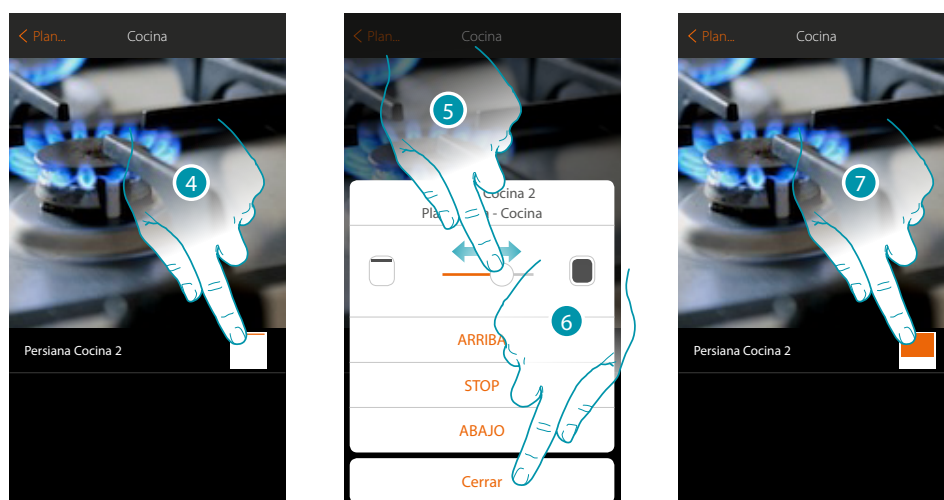 < Plan...
Cocina
4
Persiana Cocina 2
< Plan...
Cocina
5
Cocina 2
Pla - Cocina
6
ARRIBA
STOP
ABAJO
Cerrar
< Plan...
Cocina
7
Persiana Cocina 2